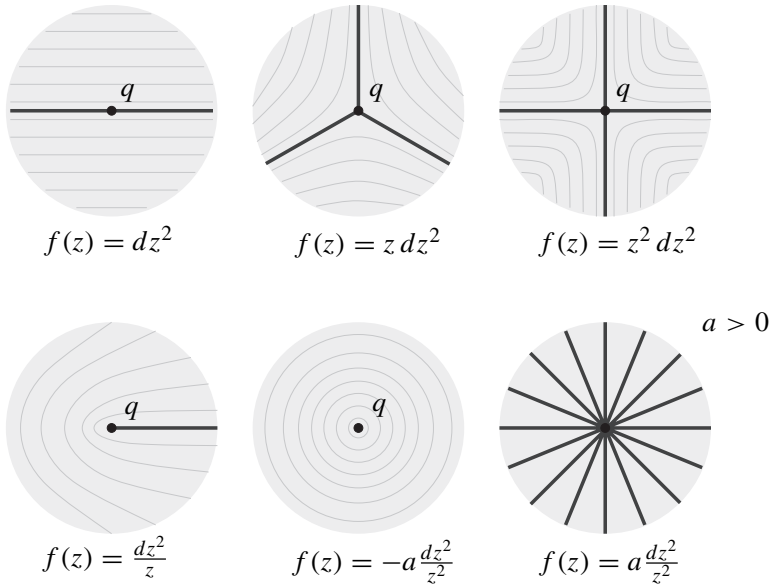 q q q
f(z) = dz² f(z) = z dz² f(z) = z² dz²
a > 0
q q
f(z) = dz²/z f(z) = −a dz²/z² f(z) = a dz²/z²